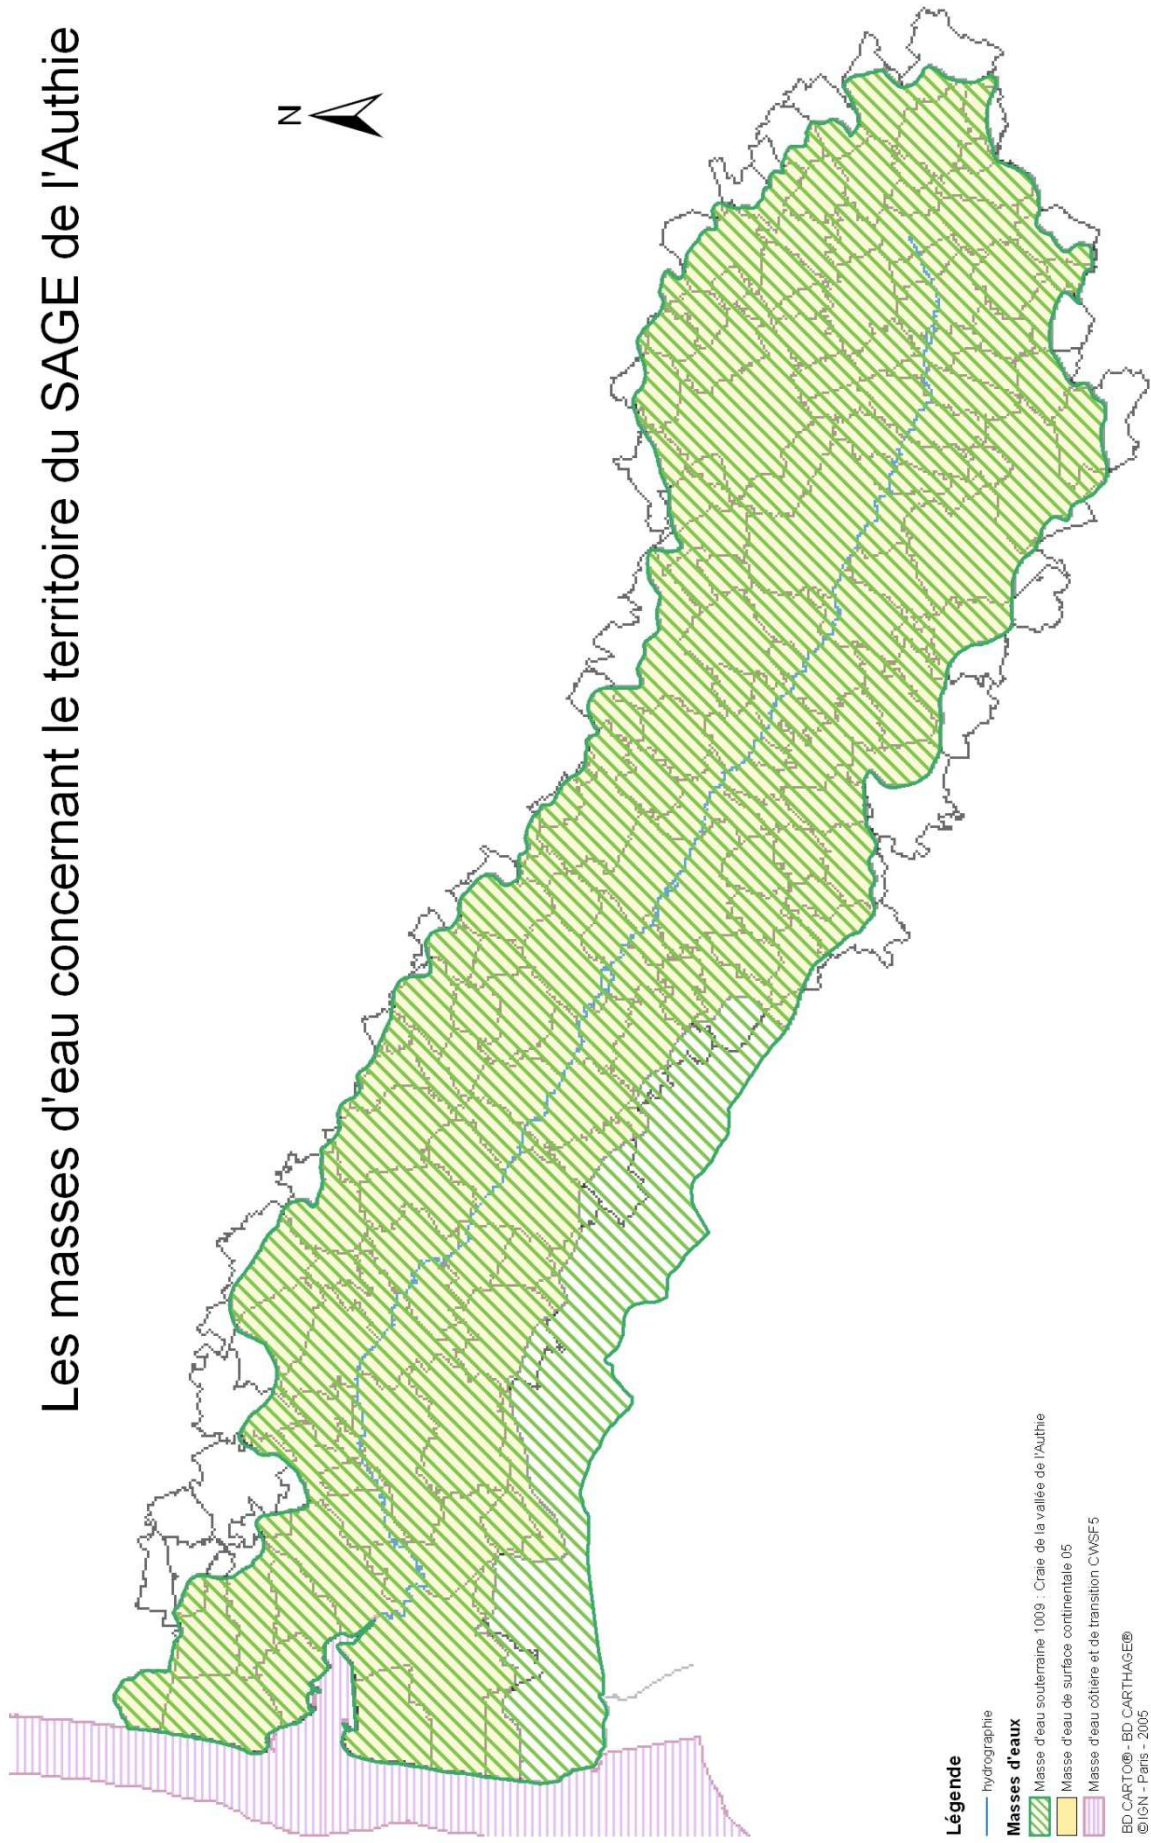 Les masses d'eau concernant le territoire du SAGE de l'Authie
N
Légende
hydrographie
Masses d'eaux
Masse d'eau souterraine 1009 : Craie de la vallée de l'Authie
Masse d'eau de surface continentale 05
Masse d'eau côtière et de transition CWSF5
BD CARTO® - BD CARTHAGE®
©IGN - Paris - 2005